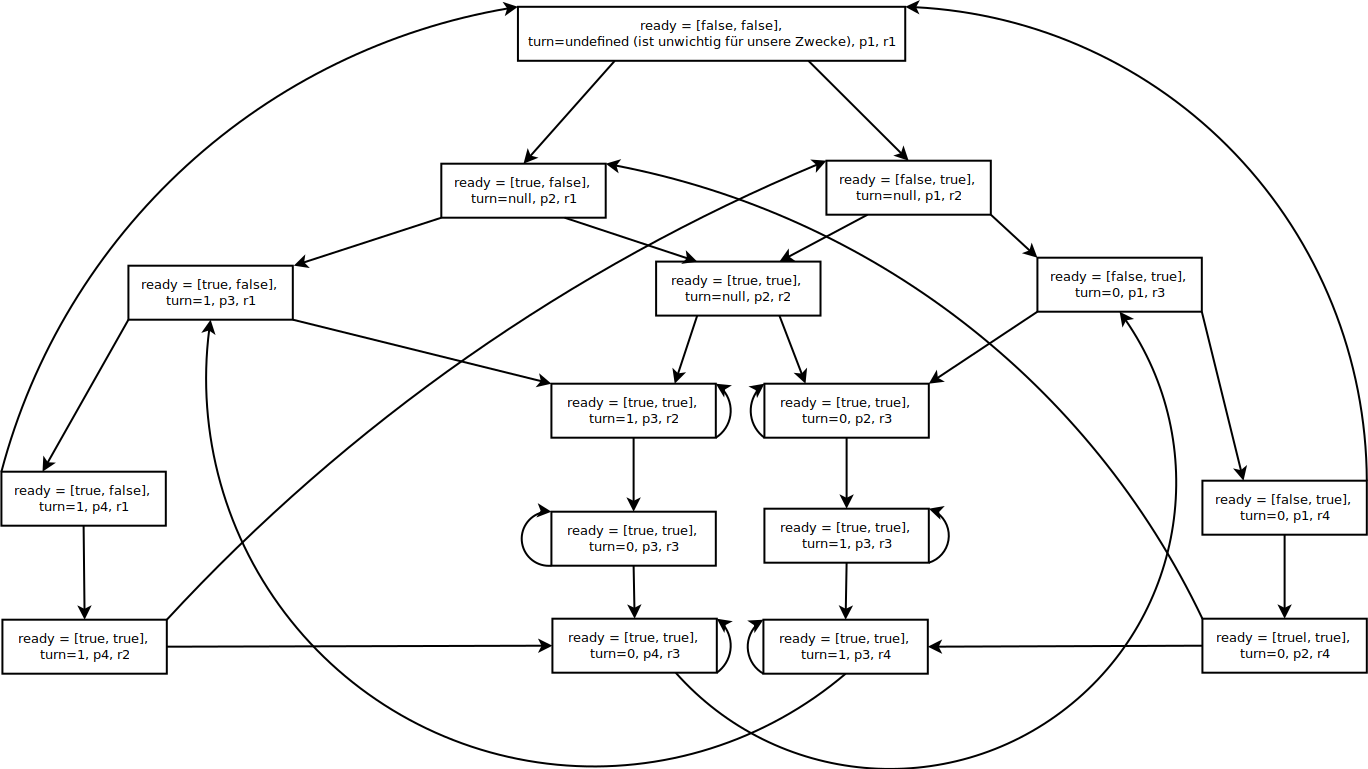 ready = [false, false],
turn=undefined (ist unwichtig für unsere Zwecke), p1, r1
ready = [true, false],
turn=null, p2, r1
ready = [false, true],
turn=null, p1, r2
ready = [true, false],
turn=1, p3, r1
ready = [true, true],
turn=null, p2, r2
ready = [false, true],
turn=0, p1, r3
ready = [true, true],
turn=1, p3, r2
ready = [true, true],
turn=0, p2, r3
ready = [true, false],
turn=1, p4, r1
ready = [true, true],
turn=0, p3, r3
ready = [true, true],
turn=1, p3, r3
ready = [false, true],
turn=0, p1, r4
ready = [true, true],
turn=1, p4, r2
ready = [true, true],
turn=0, p4, r3
ready = [true, true],
turn=1, p3, r4
ready = [truel, true],
turn=0, p2, r4